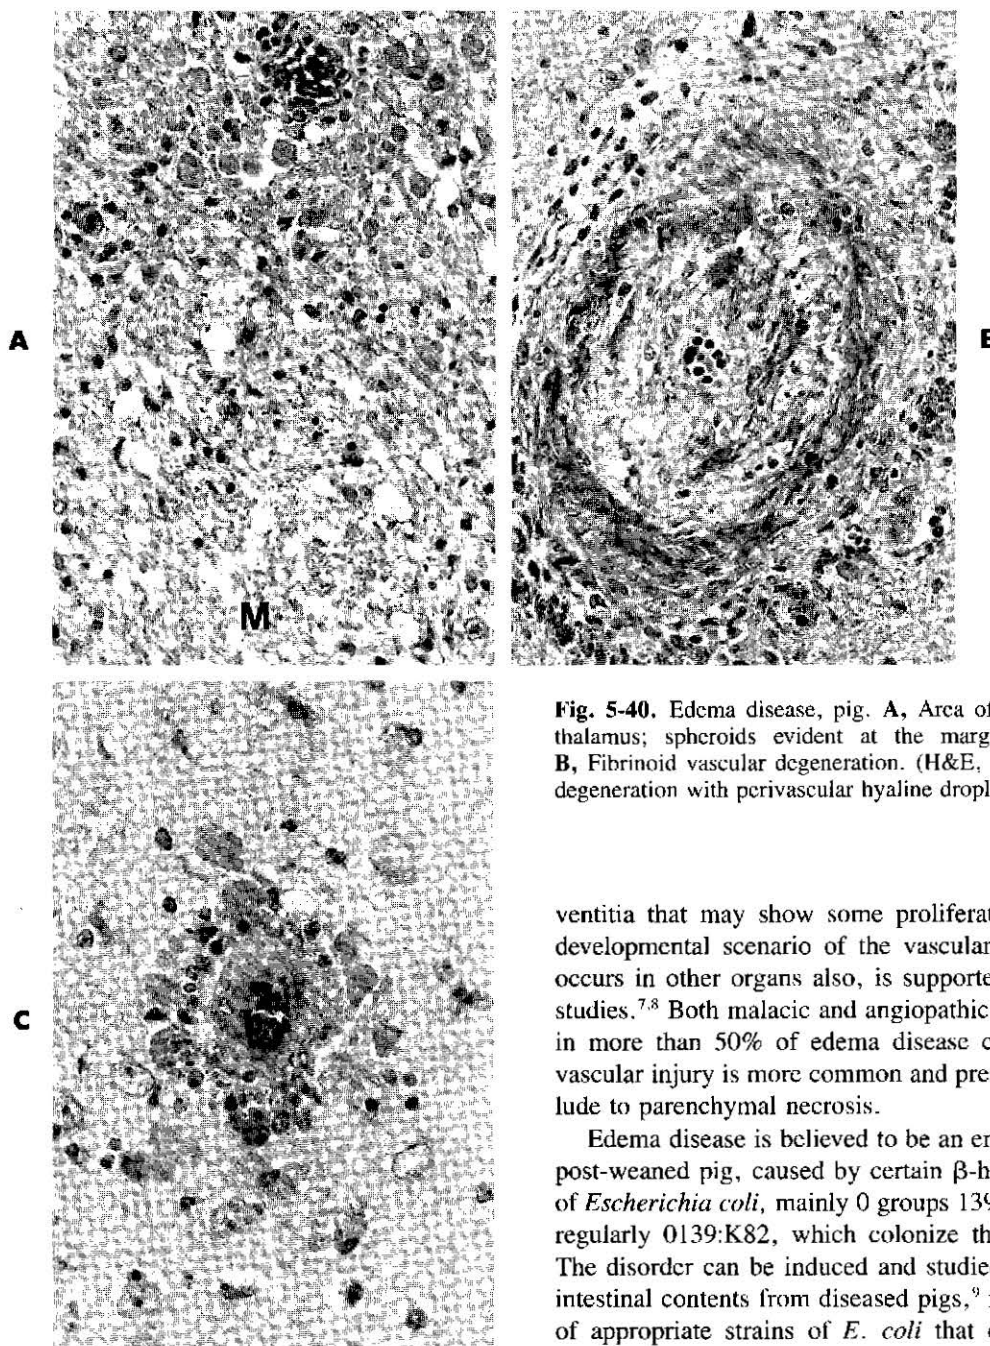 A
B
M
C
Fig. 5-40. Edema disease, pig. A, Area of
thalamus; spheroids evident at the marg
B, Fibrinoid vascular degeneration. (H&E,
degeneration with perivascular hyaline dropl
ventitia that may show some proliferat
developmental scenario of the vascular
occurs in other organs also, is supporte
studies.7,8 Both malacic and angiopathic
in more than 50% of edema disease c
vascular injury is more common and pre
lude to parenchymal necrosis.
Edema disease is believed to be an en
post-weaned pig, caused by certain β-h
of Escherichia coli, mainly 0 groups 139
regularly 0139:K82, which colonize th
The disorder can be induced and studie
intestinal contents from diseased pigs,9
of appropriate strains of E. coli that